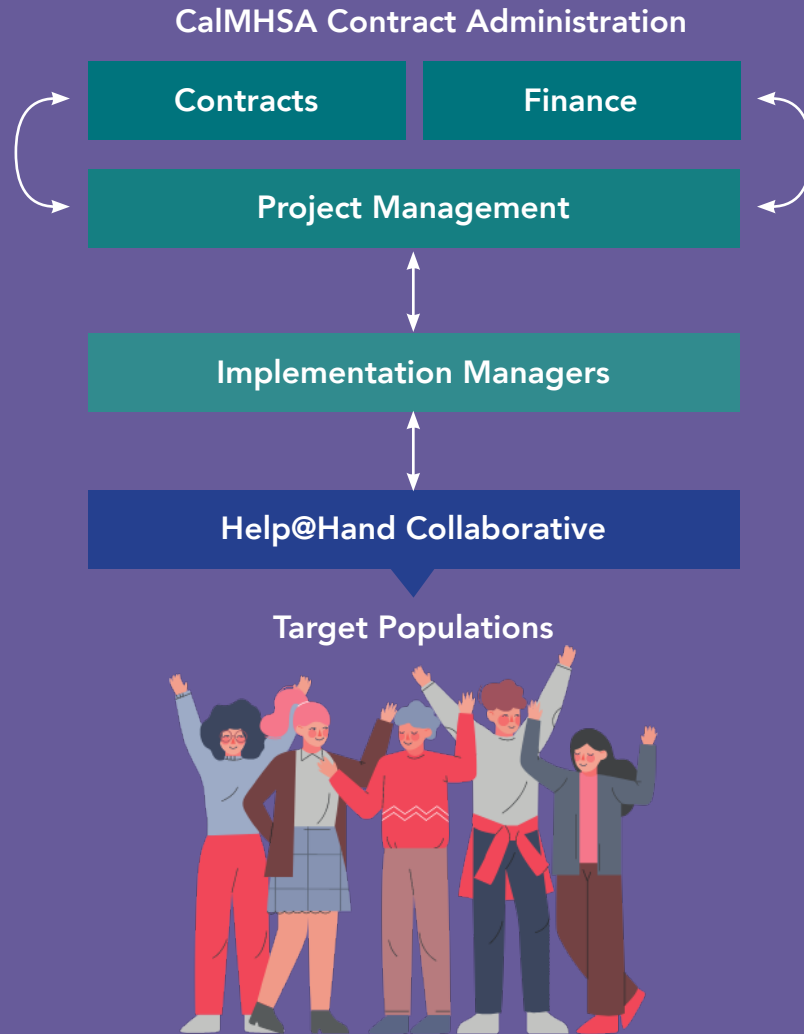 CalMHSA Contract Administration
Contracts
Finance
Project Management
Implementation Managers
Help@Hand Collaborative
Target Populations